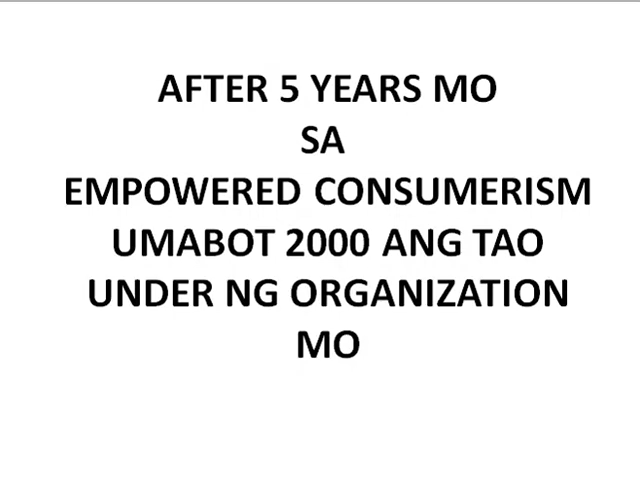 AFTER 5 YEARS MO
SA
EMPOWERED CONSUMERISM
UMABOT 2000 ANG TAO
UNDER NG ORGANIZATION
MO